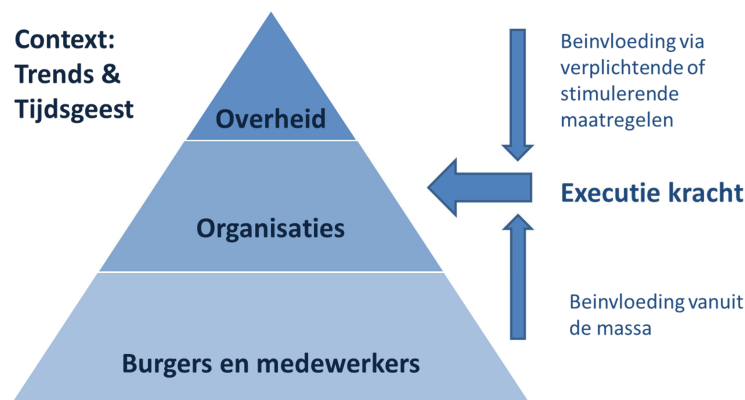 Context:
Trends &
Tijdsgeest
Overheid
Organisaties
Burgers en medewerkers
Beinvloeding via
verplichtende of
stimulerende
maatregelen
Executie kracht
Beinvloeding vanuit
de massa